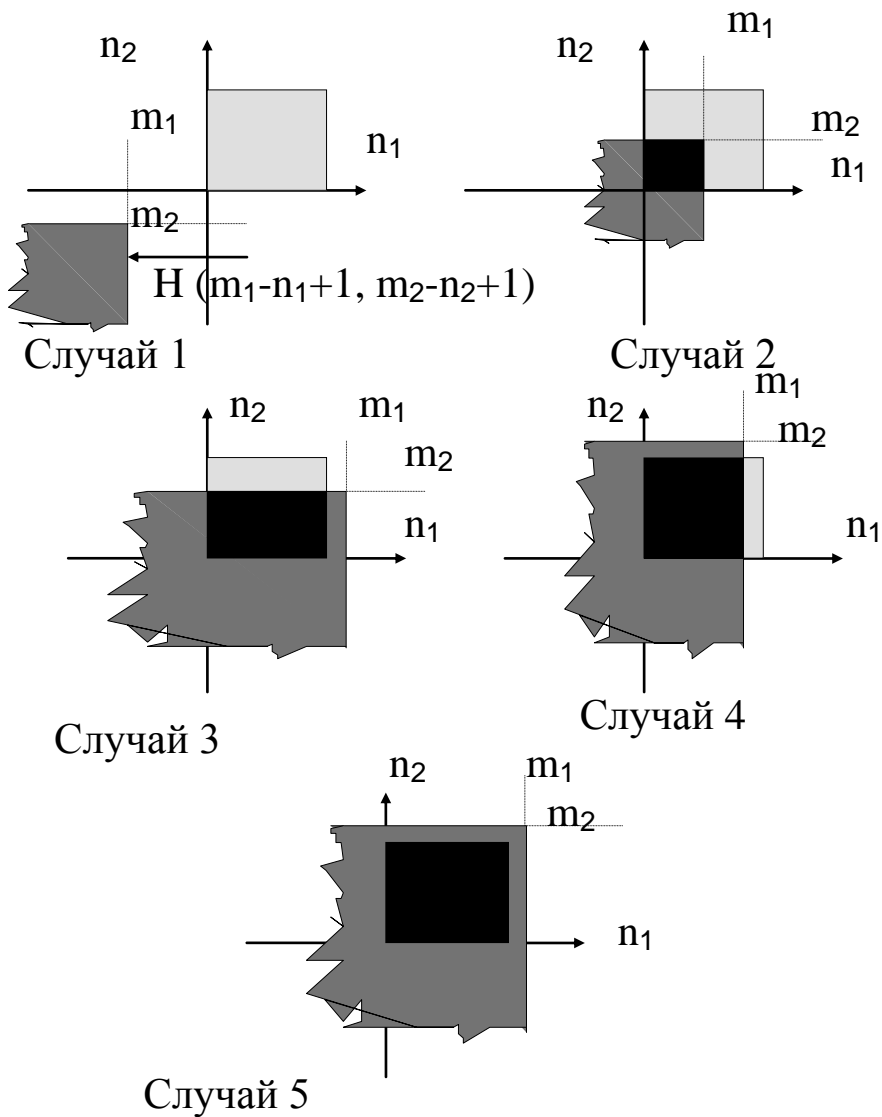 n₂
m₁
n₁
m₂
H (m₁-n₁+1, m₂-n₂+1)
Случай 1
m₁
n₂
m₂
n₁
Случай 2
n₂
m₁
m₂
n₁
Случай 3
m₁
n₂
m₂
n₁
Случай 4
n₂
m₁
m₂
n₁
Случай 5